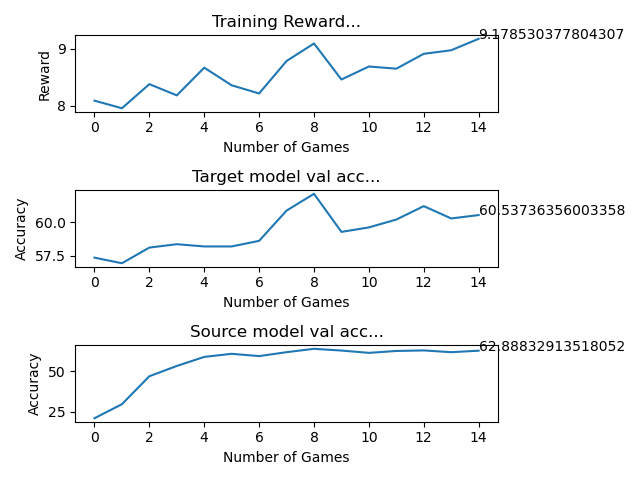 Training Reward...
9.178530377804307
9
8
Reward
0 2 4 6 8 10 12 14
Number of Games
Target model val acc...
60.53736356003358
60.0
57.5
Accuracy
0 2 4 6 8 10 12 14
Number of Games
Source model val acc...
62.88832913518052
50
25
Accuracy
0 2 4 6 8 10 12 14
Number of Games